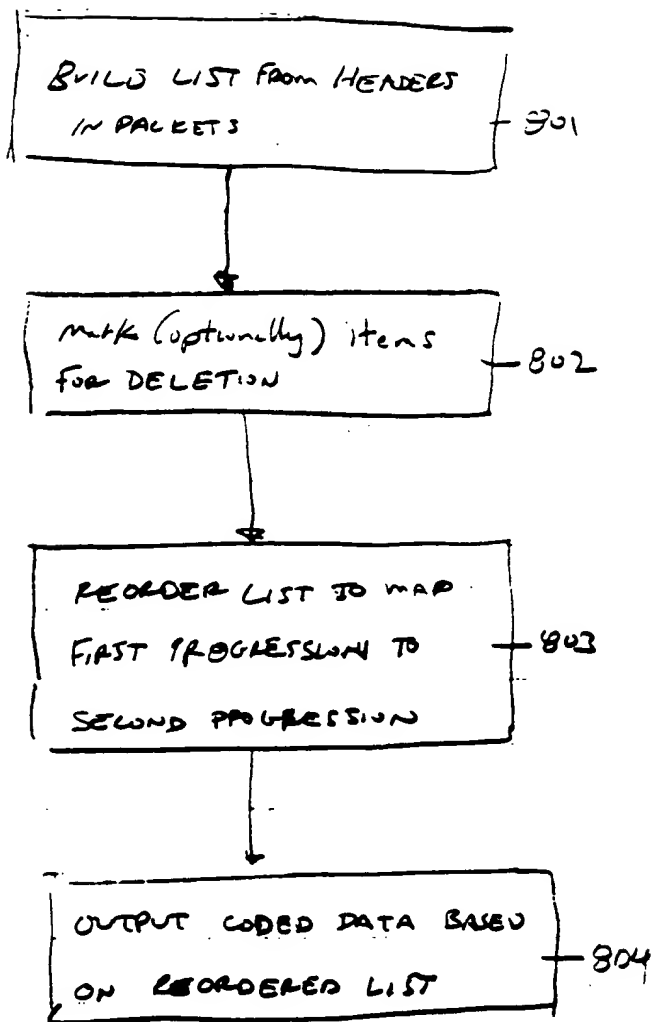 BUILD LIST FROM HEADERS
IN PACKETS
801
Mark (optionally) items
FOR DELETION
802
REORDER LIST TO MAP
FIRST PROGRESSION TO
SECOND PROGRESSION
803
OUTPUT CODED DATA BASED
ON REORDERED LIST
804